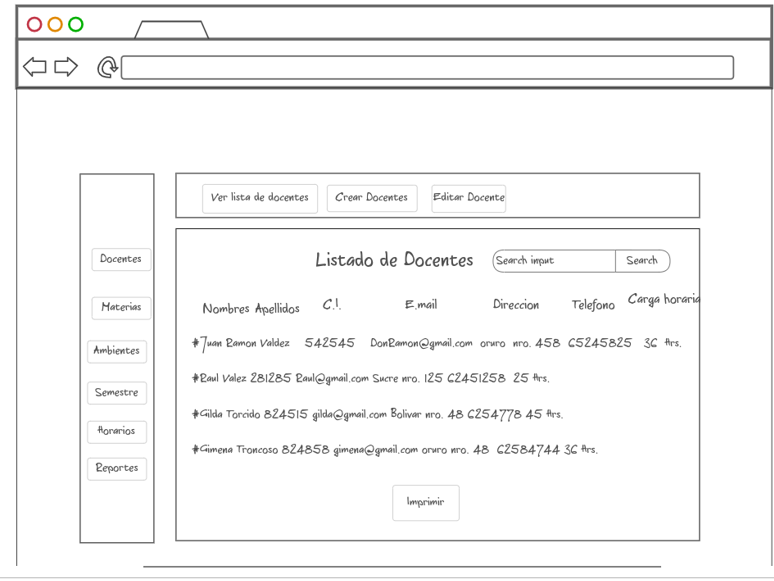 Ver lista de docentes Crear Docentes Editar Docente
Docentes
Materias
Ambientes
Semestre
Horarios
Reportes
Listado de Docentes Search input Search
Nombres Apellidos C.I. E.mail Direccion Telefono Carga horaria
#Juan Ramon Valdez 542545 DonRamon@gmail.com oruro nro. 458 65245825 36 Hrs.
#Raul Valez 281285 Raul@gmail.com Sucre nro. 125 62451258 25 Hrs.
#Gilda Torcido 824515 gilda@gmail.com Bolivar nro. 48 6254778 45 Hrs.
#Gimena Troncoso 824858 gimena@gmail.com oruro nro. 48 62584744 36 Hrs.
Imprimir